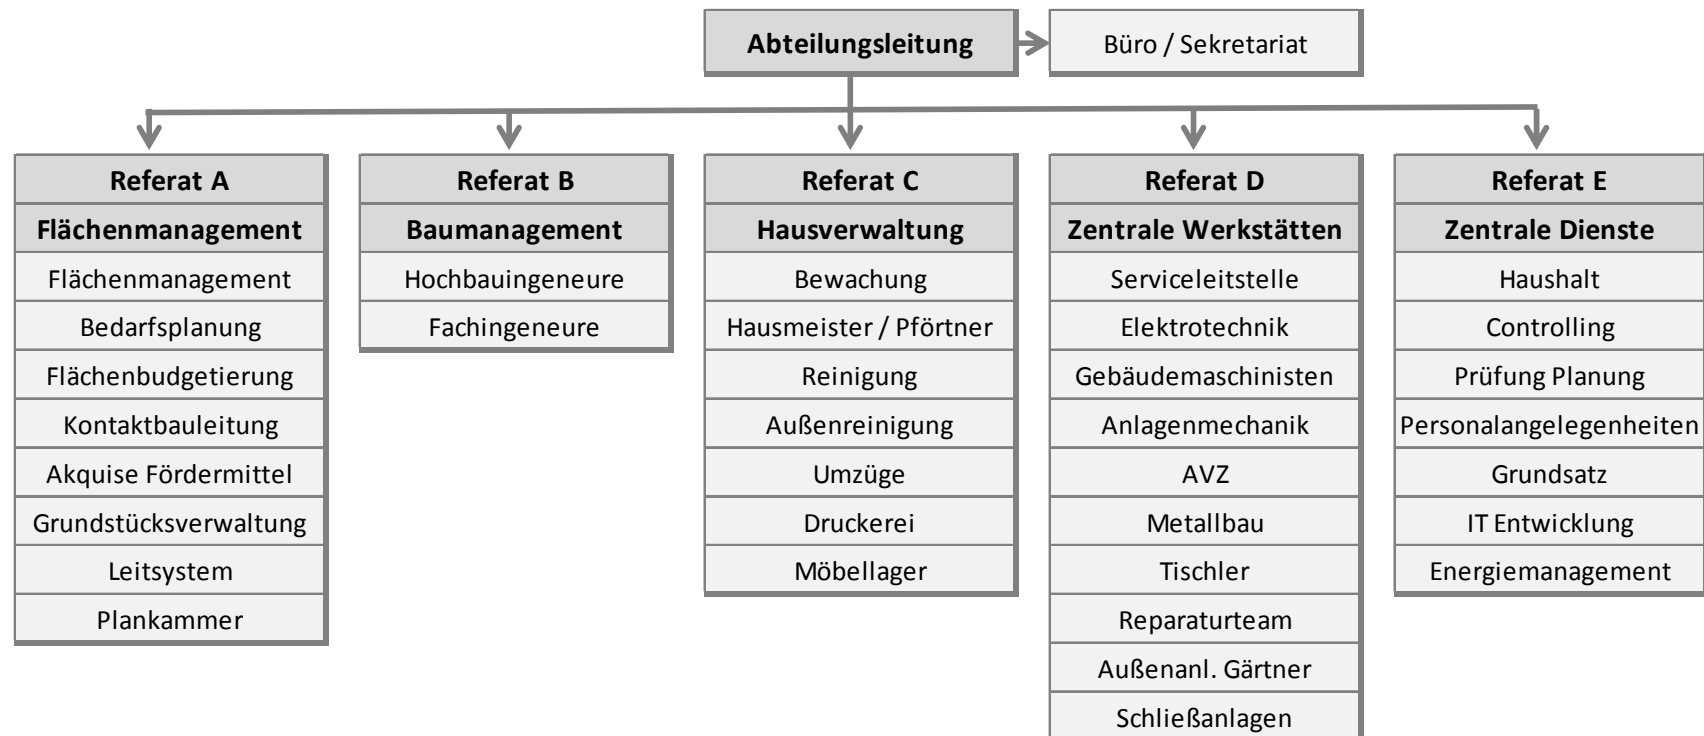 Abteilungsleitung
Büro / Sekretariat
Referat A
Flächenmanagement
Flächenmanagement
Bedarfsplanung
Flächenbudgetierung
Kontaktbauleitung
Akquise Fördermittel
Grundstücksverwaltung
Leitsystem
Plankammer
Referat B
Baumanagement
Hochbauingeneure
Fachingeneure
Referat C
Hausverwaltung
Bewachung
Hausmeister / Pförtner
Reinigung
Außenreinigung
Umzüge
Druckerei
Möbellager
Referat D
Zentrale Werkstätten
Serviceleitstelle
Elektrotechnik
Gebäudemaschinisten
Anlagenmechanik
AVZ
Metallbau
Tischler
Reparaturteam
Außenanl. Gärtner
Schließanlagen
Referat E
Zentrale Dienste
Haushalt
Controlling
Prüfung Planung
Personalangelegenheiten
Grundsatz
IT Entwicklung
Energiemanagement